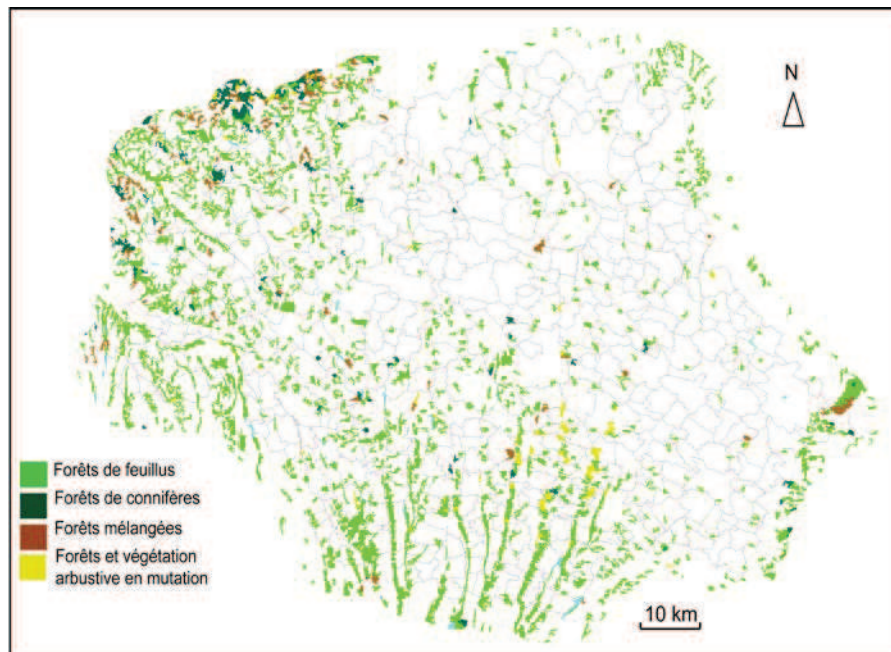 N
Forêts de feuillus
Forêts de connifères
Forêts mélangées
Forêts et végétation
arbustive en mutation
10 km